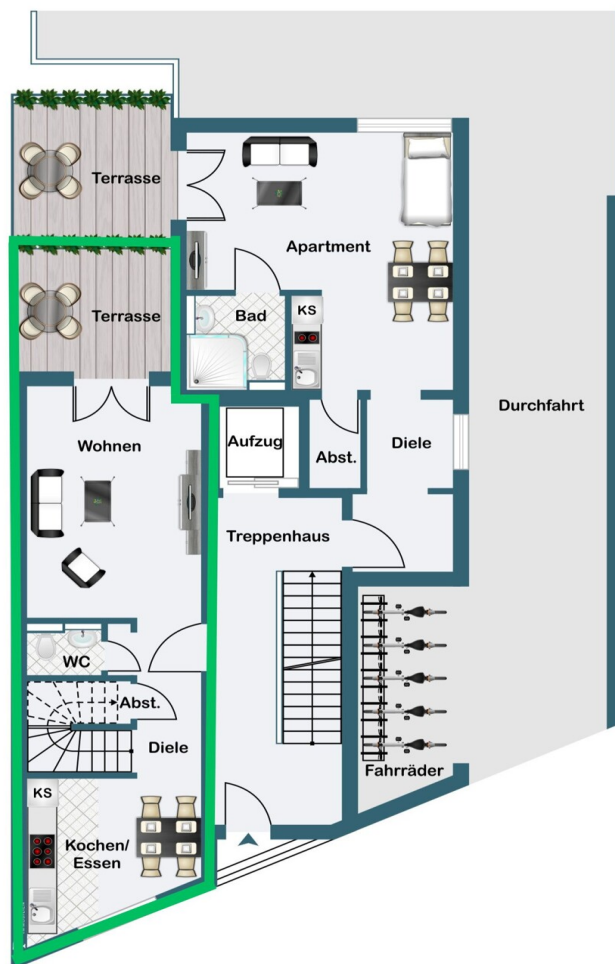 Terrasse
Apartment
Terrasse
Bad
KS
Durchfahrt
Wohnen
Aufzug
Abst.
Diele
Treppenhaus
WC
Abst.
Diele
Fahrräder
KS
Kochen/
Essen